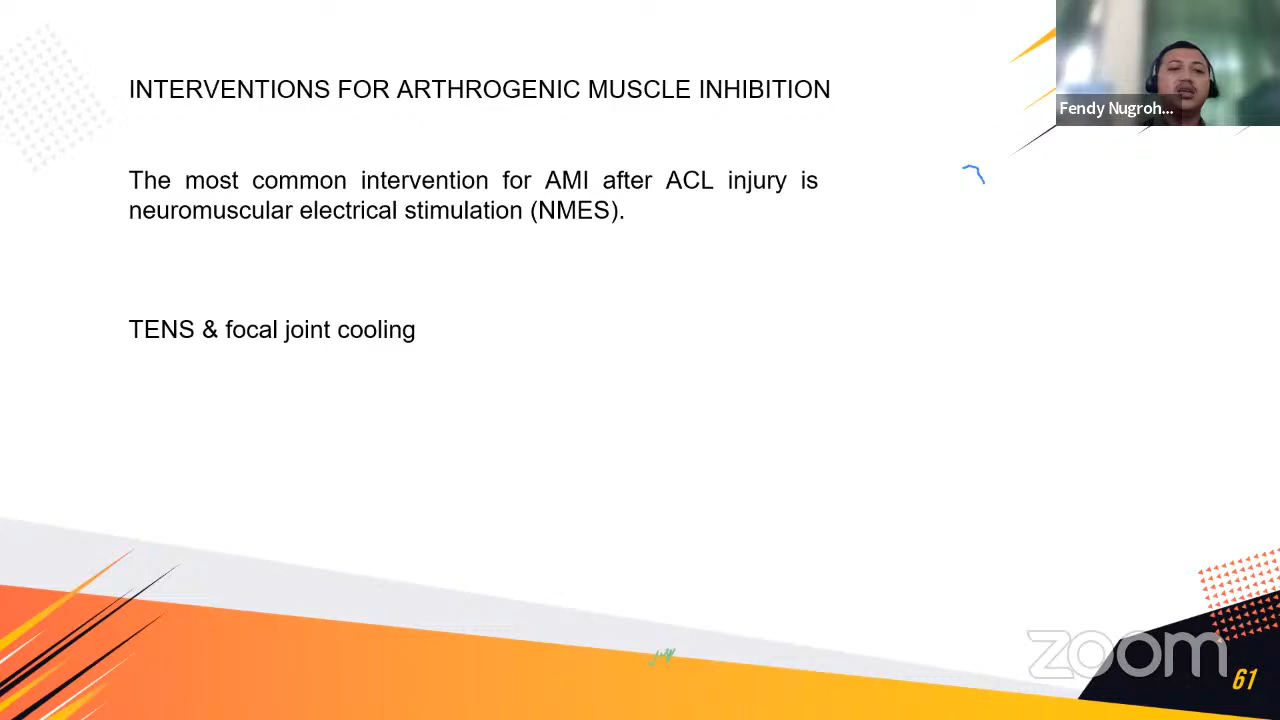 INTERVENTIONS FOR ARTHROGENIC MUSCLE INHIBITION
Fendy Nugroh...
The most common intervention for AMI after ACL injury is
neuromuscular electrical stimulation (NMES).
TENS & focal joint cooling
zoom
61